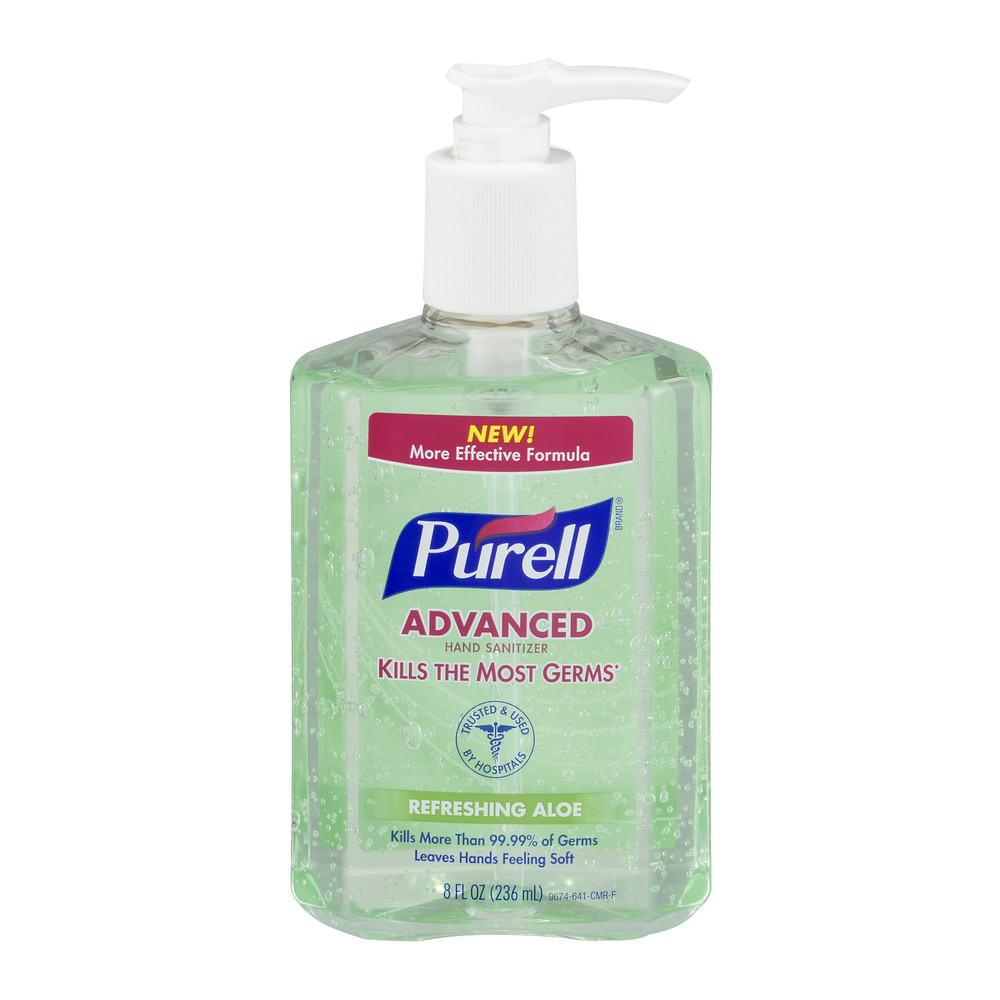 NEW!
More Effective Formula
PURELL
BRAND®
ADVANCED
HAND SANITIZER
KILLS THE MOST GERMS*
TRUSTED & USED
BY HOSPITALS
REFRESHING ALOE
Kills More Than 99.99% of Germs
Leaves Hands Feeling Soft
8 FL OZ (236 mL) 9674-641-CMR-F